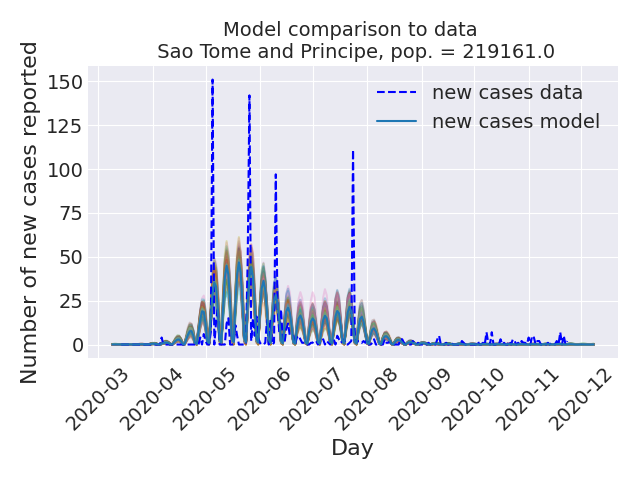 Model comparison to data
Sao Tome and Principe, pop. = 219161.0
Number of new cases reported
150
125
100
75
50
25
0
new cases data
new cases model
2020-03
2020-04
2020-05
2020-06
2020-07
2020-08
2020-09
2020-10
2020-11
2020-12
Day